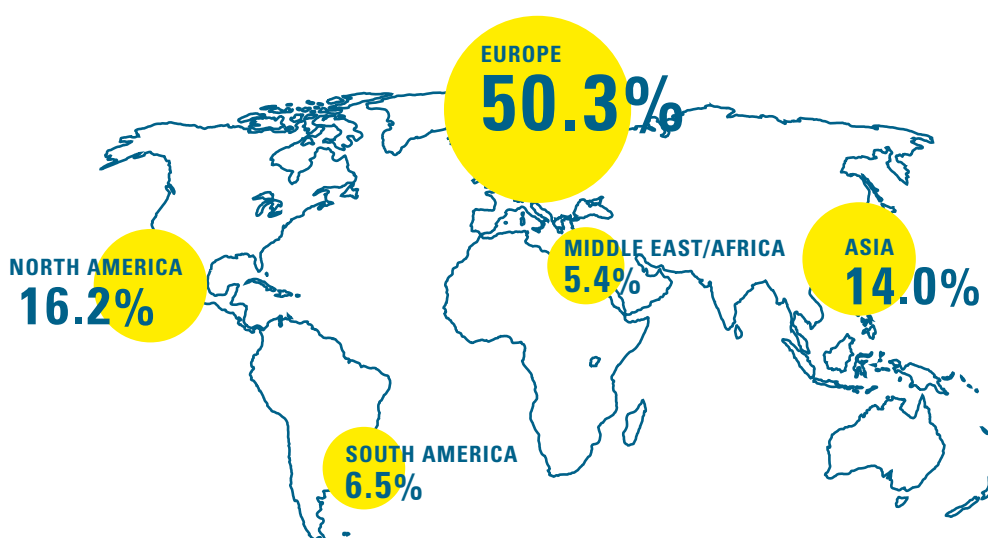 EUROPE
50.3%
NORTH AMERICA
16.2%
MIDDLE EAST/AFRICA
5.4%
ASIA
14.0%
SOUTH AMERICA
6.5%